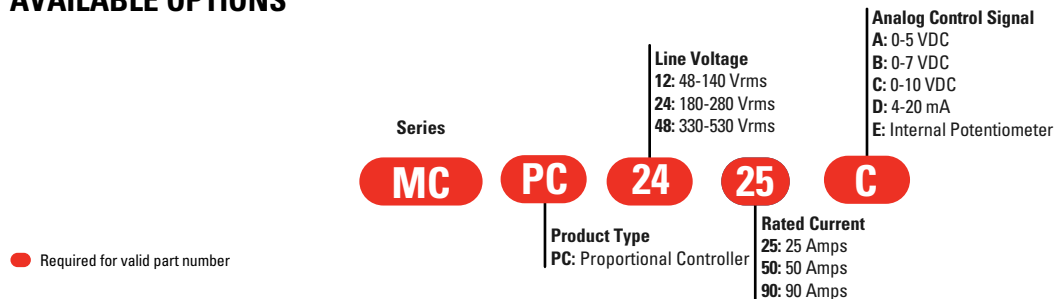 AVAILABLE OPTIONS
Analog Control Signal
A: 0-5 VDC
B: 0-7 VDC
C: 0-10 VDC
D: 4-20 mA
E: Internal Potentiometer
Line Voltage
12: 48-140 Vrms
24: 180-280 Vrms
48: 330-530 Vrms
Series
MC PC 24 25 C
Product Type
PC: Proportional Controller
Rated Current
25: 25 Amps
50: 50 Amps
90: 90 Amps
Required for valid part number